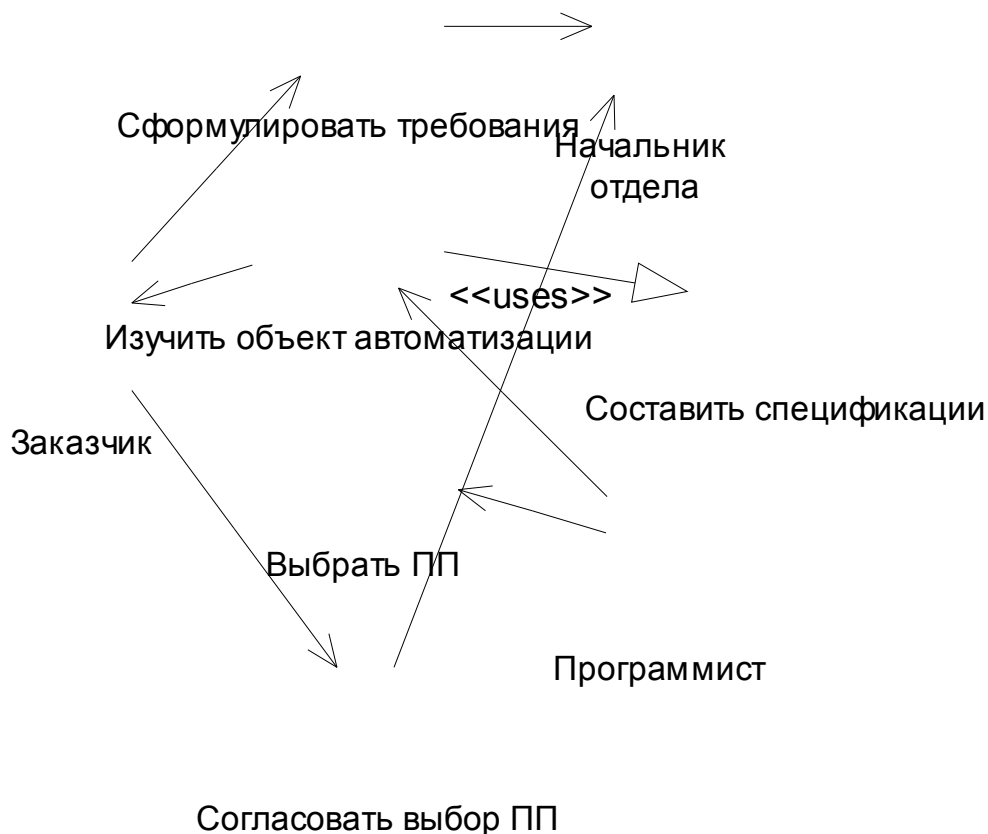 Сформулировать требования
Начальник
отдела
<<uses>>
Изучить объект автоматизации
Составить спецификации
Заказчик
Выбрать ПП
Программист
Согласовать выбор ПП